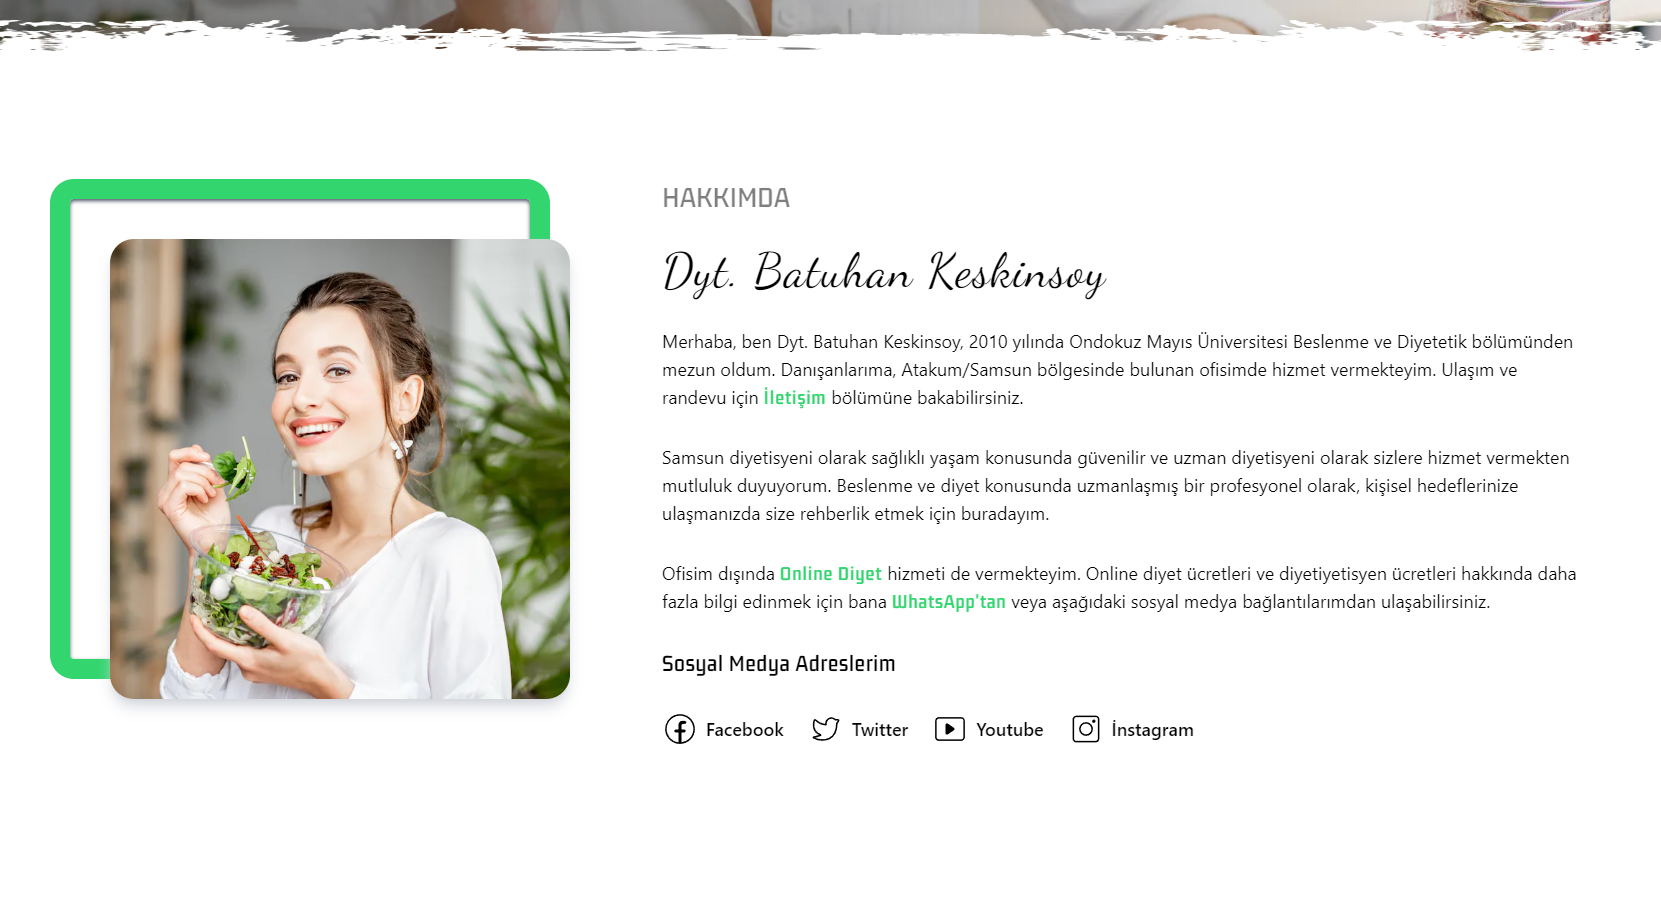 HAKKIMDA
Dyt. Batuhan Keskinsoy
Merhaba, ben Dyt. Batuhan Keskinsoy, 2010 yılında Ondokuz Mayıs Üniversitesi Beslenme ve Diyetetik bölümünden
mezun oldum. Danışanlarıma, Atakum/Samsun bölgesinde bulunan ofisimde hizmet vermekteyim. Ulaşım ve
randevu için İletişim bölümüne bakabilirsiniz.
Samsun diyetisyeni olarak sağlıklı yaşam konusunda güvenilir ve uzman diyetisyeni olarak sizlere hizmet vermekten
mutluluk duyuyorum. Beslenme ve diyet konusunda uzmanlaşmış bir profesyonel olarak, kişisel hedeflerinize
ulaşmanızda size rehberlik etmek için buradayım.
Ofisim dışında Online Diyet hizmeti de vermekteyim. Online diyet ücretleri ve diyetiyetisyen ücretleri hakkında daha
fazla bilgi edinmek için bana WhatsApp'tan veya aşağıdaki sosyal medya bağlantılarımdan ulaşabilirsiniz.
Sosyal Medya Adreslerim
Facebook Twitter Youtube İnstagram